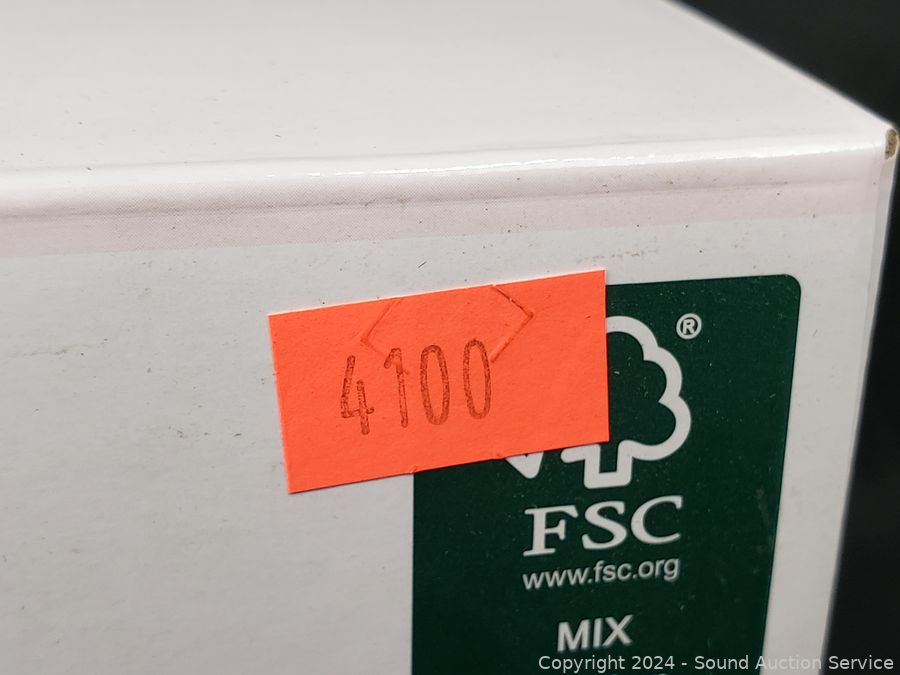 4100
®
FSC
www.fsc.org
MIX
Copyright 2024 - Sound Auction Service